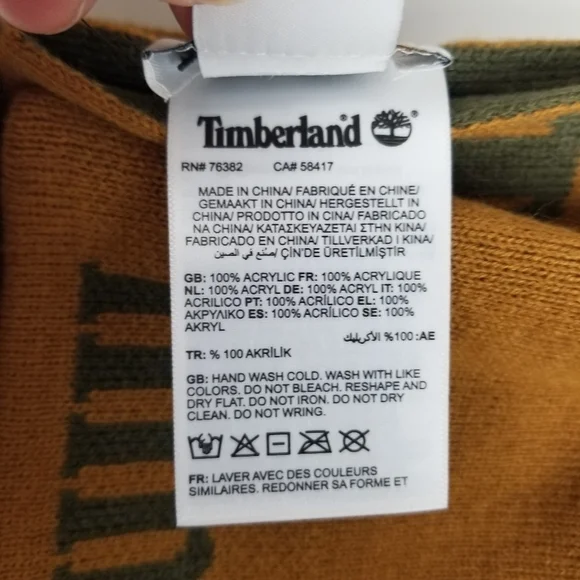 Timberland ®
RN# 76382 CA# 58417
MADE IN CHINA/ FABRIQUÉ EN CHINE/
GEMAAKT IN CHINA/ HERGESTELLT IN
CHINA/ PRODOTTO IN CINA/ FABRICADO
NA CHINA/ ΚΑΤΑΣΚΕΥΑΖΕΤΑΙ ΣΤΗΝ ΚΙΝΑ/
FABRICADO EN CHINA/ TILLVERKAD I KINA/
صنع في الصين/ ÇİN'DE ÜRETİLMİŞTİR
GB: 100% ACRYLIC FR: 100% ACRYLIQUE
NL: 100% ACRYL DE: 100% ACRYL IT: 100%
ACRILICO PT: 100% ACRÍLICO EL: 100%
ΑΚΡΥΛΙΚΟ ES: 100% ACRÍLICO SE: 100%
AKRYL
AE: 100% الأكريليك
TR: % 100 AKRİLİK
GB: HAND WASH COLD. WASH WITH LIKE
COLORS. DO NOT BLEACH. RESHAPE AND
DRY FLAT. DO NOT IRON. DO NOT DRY
CLEAN. DO NOT WRING.
FR: LAVER AVEC DES COULEURS
SIMILAIRES. REDONNER SA FORME ET